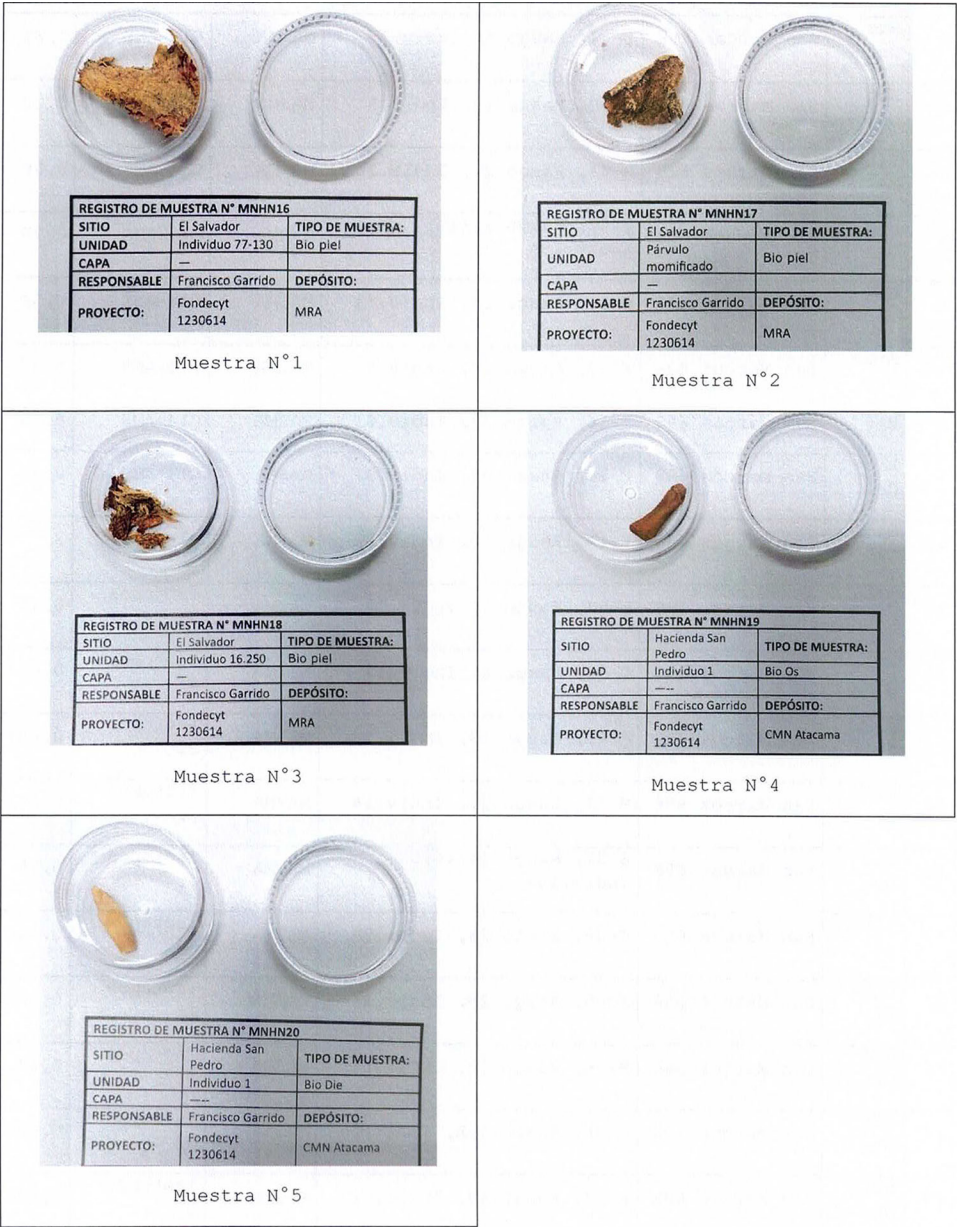 REGISTRO DE MUESTRA N° MNHN16
SITIO El Salvador TIPO DE MUESTRA:
UNIDAD Individuo 77-130 Bio piel
CAPA —
RESPONSABLE Francisco Garrido DEPÓSITO:
PROYECTO: Fondecyt 1230614 MRA
Muestra N°1
REGISTRO DE MUESTRA N° MNHN17
SITIO El Salvador TIPO DE MUESTRA:
UNIDAD Párvulo momificado Bio piel
CAPA —
RESPONSABLE Francisco Garrido DEPÓSITO:
PROYECTO: Fondecyt 1230614 MRA
Muestra N°2
REGISTRO DE MUESTRA N° MNHN18
SITIO El Salvador TIPO DE MUESTRA:
UNIDAD Individuo 16.250 Bio piel
CAPA —
RESPONSABLE Francisco Garrido DEPÓSITO:
PROYECTO: Fondecyt 1230614 MRA
Muestra N°3
REGISTRO DE MUESTRA N° MNHN19
SITIO Hacienda San Pedro TIPO DE MUESTRA:
UNIDAD Individuo 1 Bio Os
CAPA —--
RESPONSABLE Francisco Garrido DEPÓSITO:
PROYECTO: Fondecyt 1230614 CMN Atacama
Muestra N°4
REGISTRO DE MUESTRA N° MNHN20
SITIO Hacienda San Pedro TIPO DE MUESTRA:
UNIDAD Individuo 1 Bio Die
CAPA —--
RESPONSABLE Francisco Garrido DEPÓSITO:
PROYECTO: Fondecyt 1230614 CMN Atacama
Muestra N°5